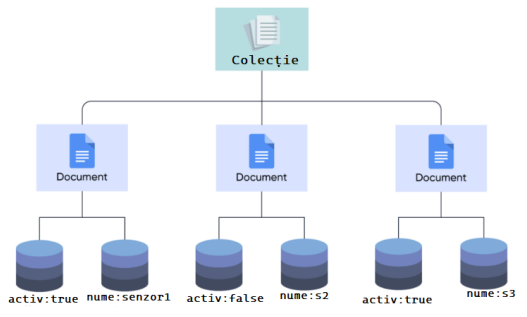 Colecție
Document
Document
Document
activ:true
nume:senzor1
activ:false
nume:s2
activ:true
nume:s3